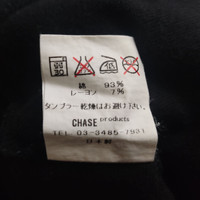 綿 93%
レーヨン 7%
タンブラー乾燥はお避け下さい
CHASE products
TEL 03-3485-7931
日本製